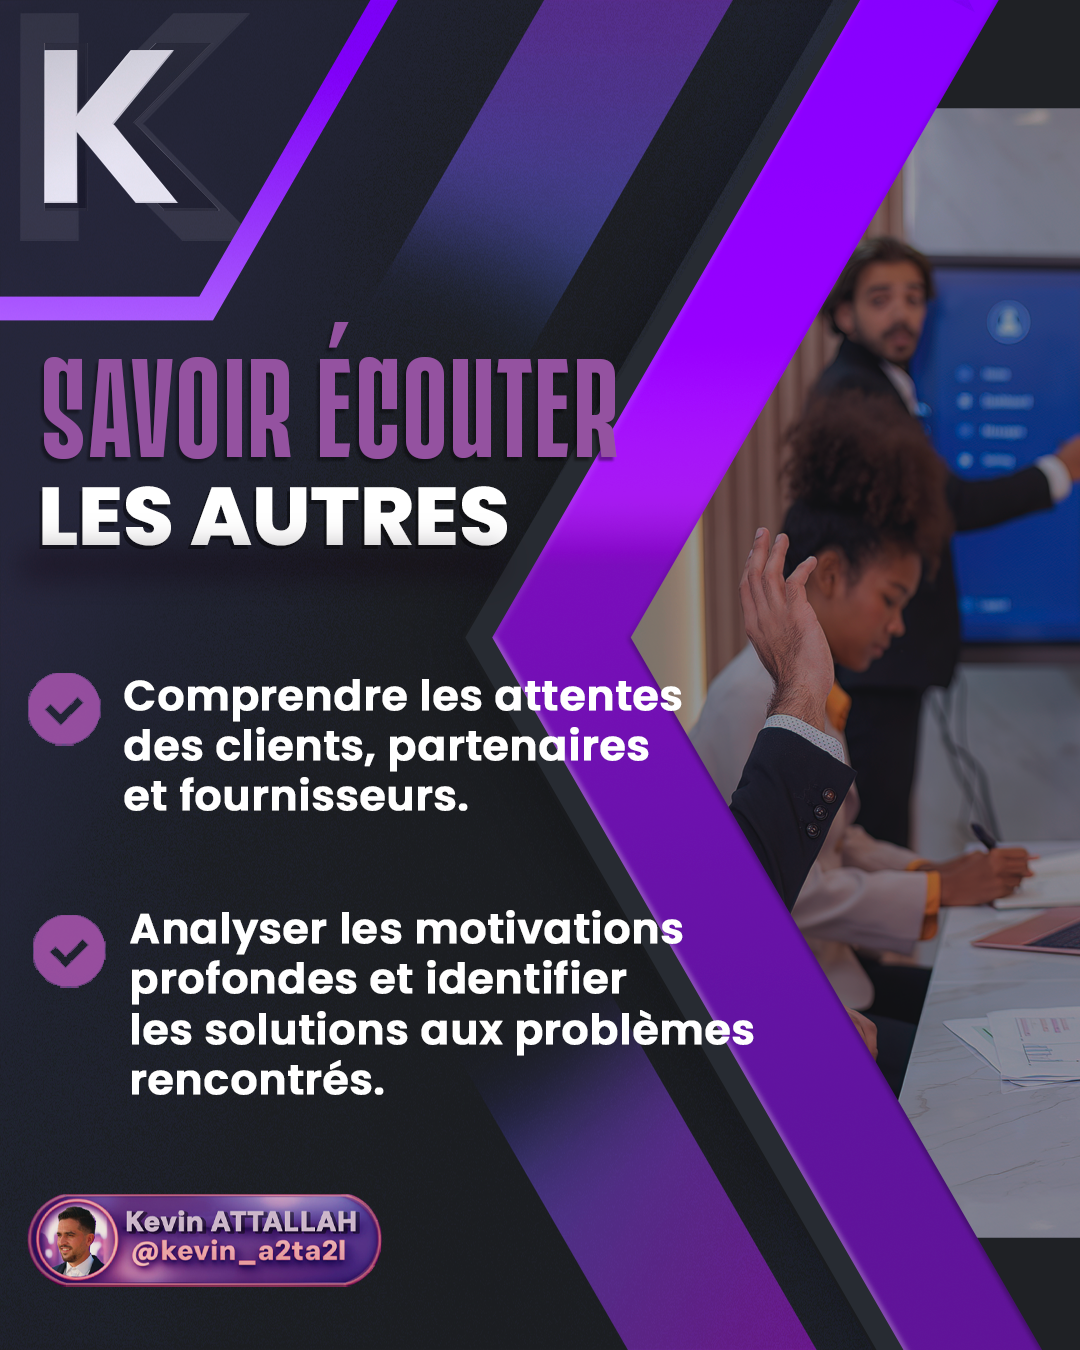 K
SAVOIR ÉCOUTER
LES AUTRES
Comprendre les attentes
des clients, partenaires
et fournisseurs.
Analyser les motivations
profondes et identifier
les solutions aux problèmes
rencontrés.
Kevin ATTALLAH
@kevin_a2ta2l